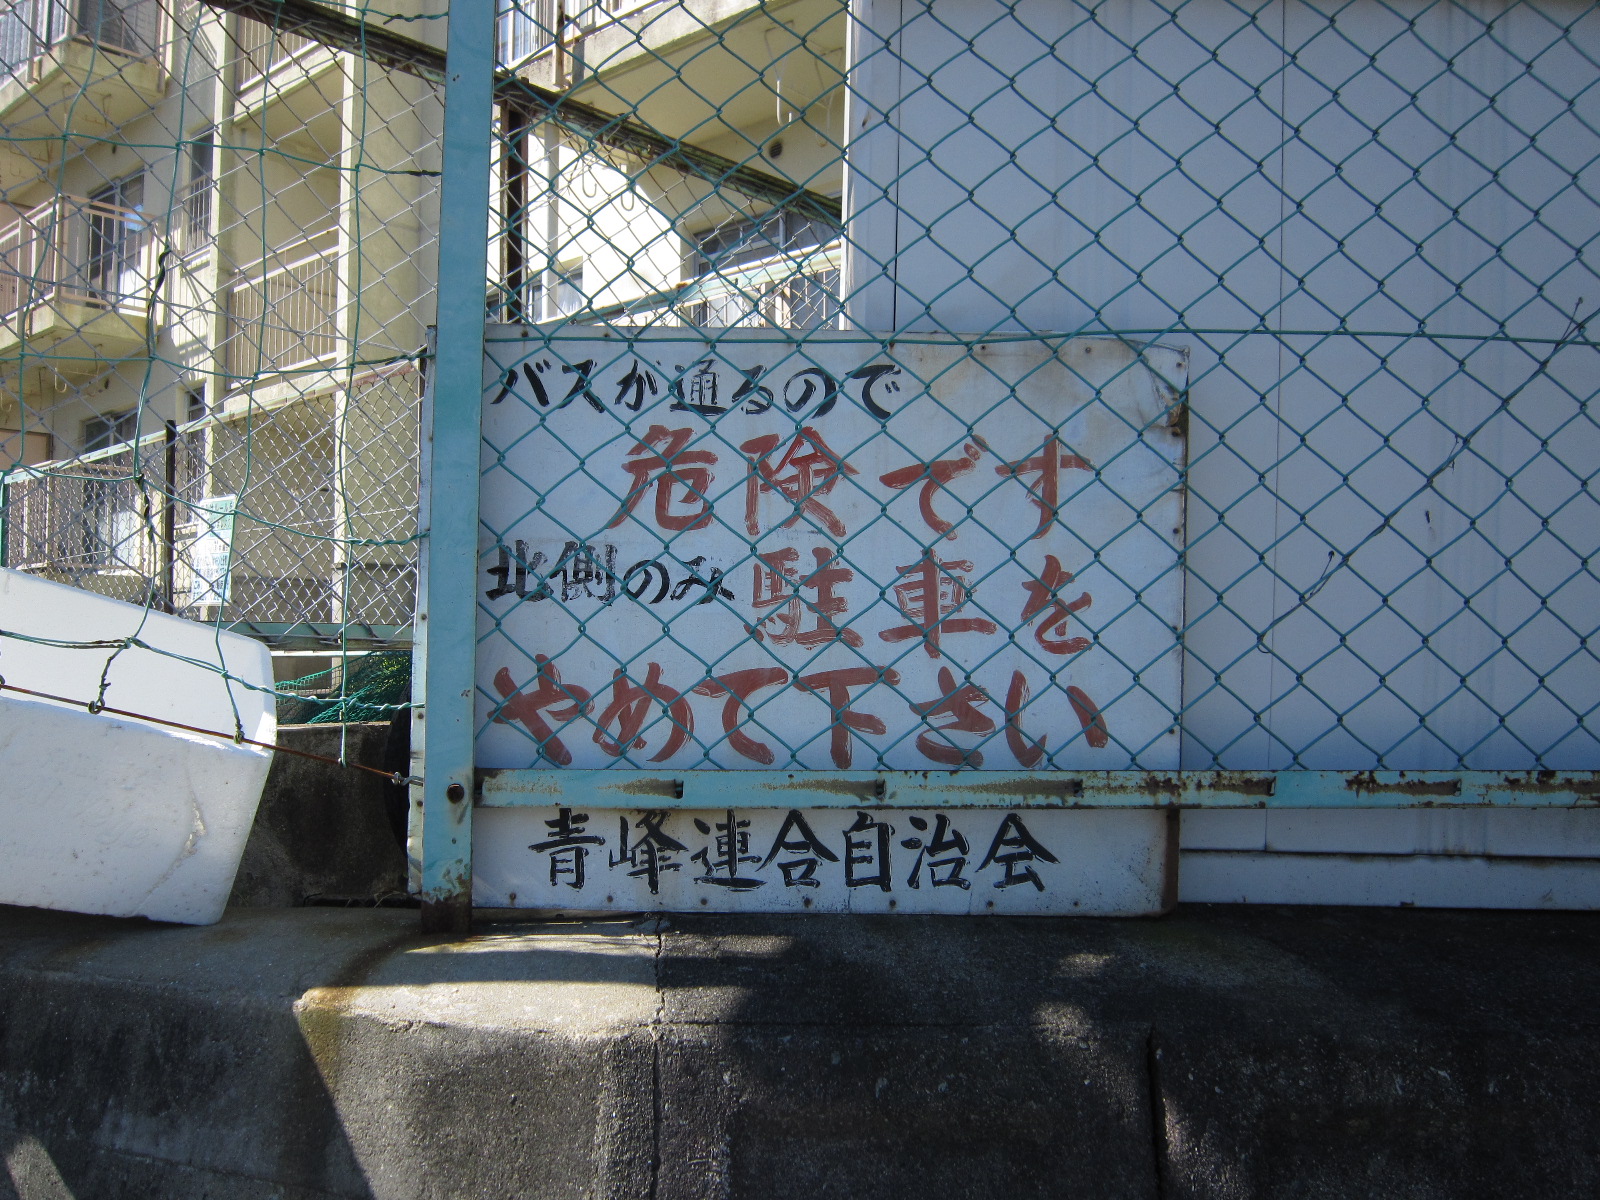 バスが通るので
危険です
北側のみ駐車を
やめて下さい
青峰連合自治会